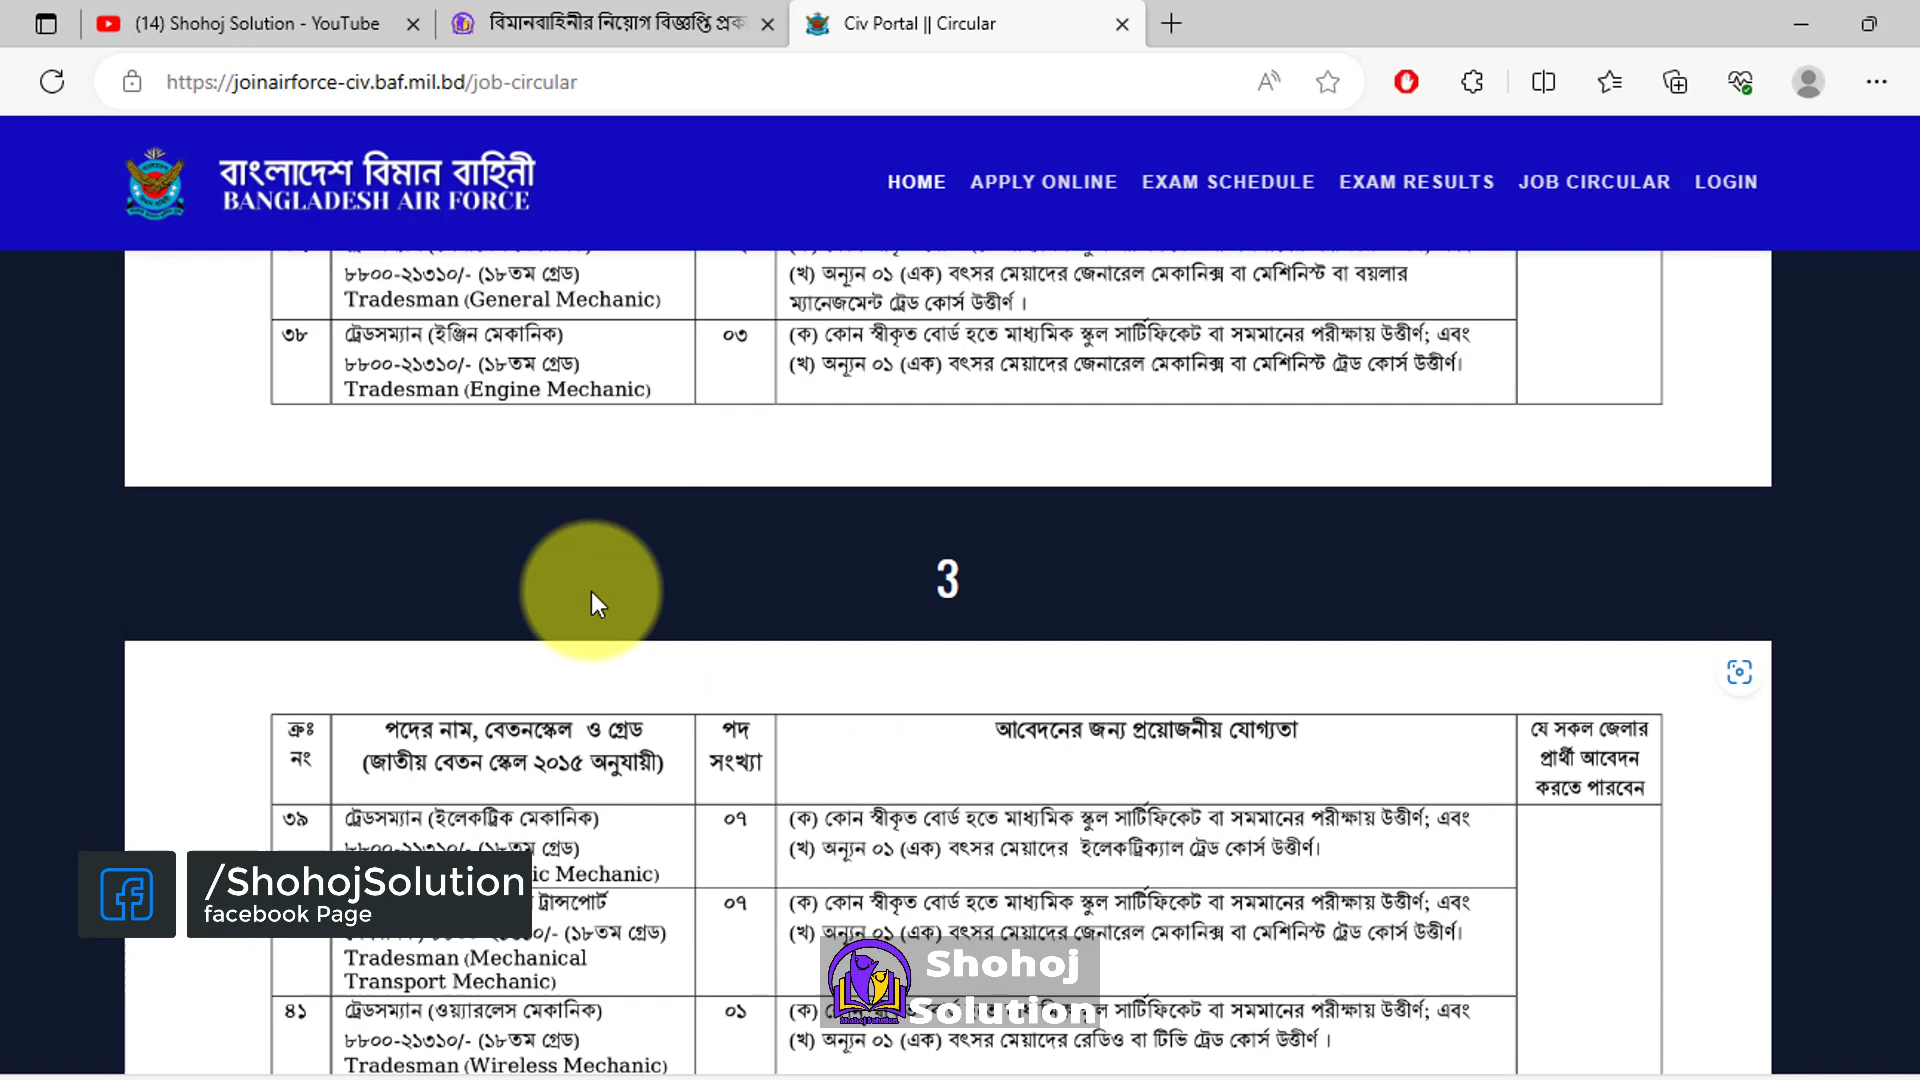 (14) Shohoj Solution - YouTube
বিমানবাহিনীর নিয়োগ বিজ্ঞপ্তি প্রক
Civ Portal || Circular
https://joinairforce-civ.baf.mil.bd/job-circular
বাংলাদেশ বিমান বাহিনী
BANGLADESH AIR FORCE
HOME APPLY ONLINE EXAM SCHEDULE EXAM RESULTS JOB CIRCULAR LOGIN
৮৮০০-২১৩১০/- (১৮তম গ্রেড)
Tradesman (General Mechanic)
(খ) অন্যূন ০১ (এক) বৎসর মেয়াদের জেনারেল মেকানিক্স বা মেশিনিস্ট বা বয়লার
ম্যানেজমেন্ট ট্রেড কোর্স উত্তীর্ণ ।
৩৮
ট্রেডসম্যান (ইঞ্জিন মেকানিক)
৮৮০০-২১৩১০/- (১৮তম গ্রেড)
Tradesman (Engine Mechanic)
০৩
(ক) কোন স্বীকৃত বোর্ড হতে মাধ্যমিক স্কুল সার্টিফিকেট বা সমমানের পরীক্ষায় উত্তীর্ণ; এবং
(খ) অন্যূন ০১ (এক) বৎসর মেয়াদের জেনারেল মেকানিক্স বা মেশিনিস্ট ট্রেড কোর্স উত্তীর্ণ।
3
ক্রঃ
নং
পদের নাম, বেতনস্কেল ও গ্রেড
(জাতীয় বেতন স্কেল ২০১৫ অনুযায়ী)
পদ
সংখ্যা
আবেদনের জন্য প্রয়োজনীয় যোগ্যতা
যে সকল জেলার
প্রার্থী আবেদন
করতে পারবেন
৩৯
ট্রেডসম্যান (ইলেকট্রিক মেকানিক)
৮৮০০-২১৩১০/- (১৮তম গ্রেড)
ic Mechanic)
০৭
(ক) কোন স্বীকৃত বোর্ড হতে মাধ্যমিক স্কুল সার্টিফিকেট বা সমমানের পরীক্ষায় উত্তীর্ণ; এবং
(খ) অন্যূন ০১ (এক) বৎসর মেয়াদের ইলেকট্রিক্যাল ট্রেড কোর্স উত্তীর্ণ।
ট্রান্সপোর্ট
/- (১৮তম গ্রেড)
Tradesman (Mechanical
Transport Mechanic)
০৭
(ক) কোন স্বীকৃত বোর্ড হতে মাধ্যমিক স্কুল সার্টিফিকেট বা সমমানের পরীক্ষায় উত্তীর্ণ; এবং
(খ) অন্যূন ০১ (এক) বৎসর মেয়াদের জেনারেল মেকানিক্স বা মেশিনিস্ট ট্রেড কোর্স উত্তীর্ণ।
৪১
ট্রেডসম্যান (ওয়্যারলেস মেকানিক)
৮৮০০-২১৩১০/- (১৮তম গ্রেড)
Tradesman (Wireless Mechanic)
০১
(ক) সার্টিফিকেট বা সমমানের পরীক্ষায় উত্তীর্ণ; এবং
(খ) অন্যূন ০১ (এক) বৎসর মেয়াদের রেডিও বা টিভি ট্রেড কোর্স উত্তীর্ণ ।
/ShohojSolution
facebook Page
Shohoj
Solution